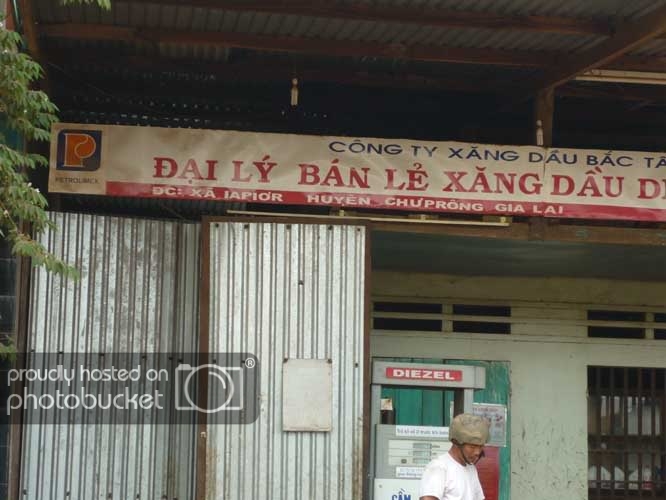 CÔNG TY XĂNG DẦU BẮC TÂ
PETROLIMEX
ĐẠI LÝ BÁN LẺ XĂNG DẦU D
ĐC: XÃ IAPIƠR HUYỆN CHƯPRÔNG GIA LAI
proudly hosted on
photobucket
DIEZEL
CẤM